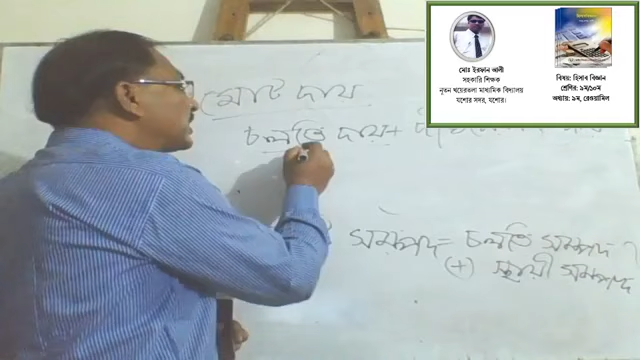 মোট দায়
চলতি দায় +
সম্পদ = চলতি সম্পদ
(+) স্থায়ী সম্পদ
মোঃ ইরফান আলী
সহকারি শিক্ষক
নূতন খয়েরতলা মাধ্যমিক বিদ্যালয়
যশোর সদর, যশোর।
বিষয়: হিসাব বিজ্ঞান
শ্রেণির: ৯ম/১০ম
অধ্যায়: ৯ম, রেওয়ামিল